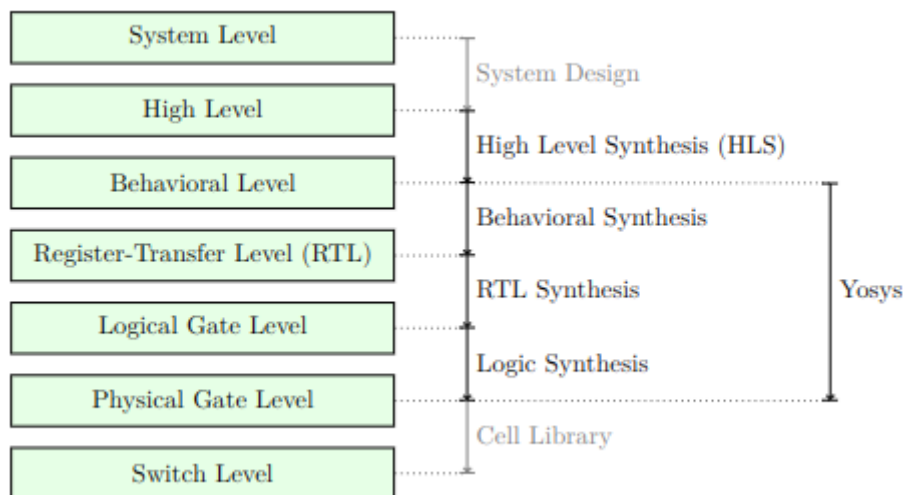 System Level
System Design
High Level
High Level Synthesis (HLS)
Behavioral Level
Behavioral Synthesis
Register-Transfer Level (RTL)
RTL Synthesis
Yosys
Logical Gate Level
Logic Synthesis
Physical Gate Level
Cell Library
Switch Level